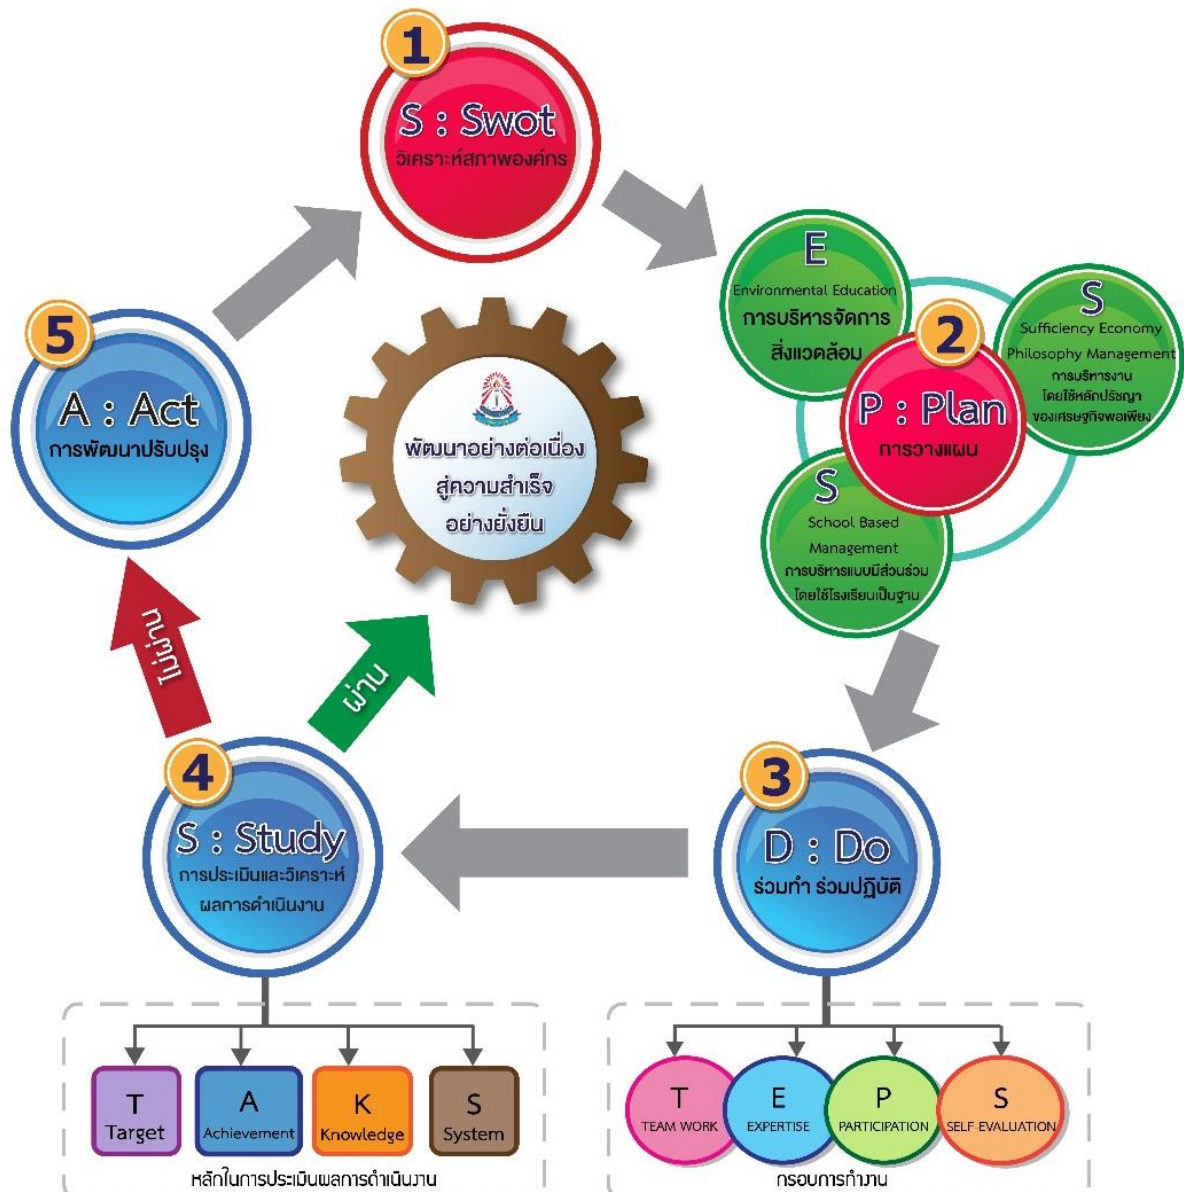 1
S : Swot
วิเคราะห์สภาพองค์กร
E
Environmental Education
การบริหารจัดการ
สิ่งแวดล้อม
2
P : Plan
การวางแผน
S
Sufficiency Economy
Philosophy Management
การบริหารงาน
โดยใช้หลักปรัชญา
ของเศรษฐกิจพอเพียง
S
School Based
Management
การบริหารแบบมีส่วนร่วม
โดยใช้โรงเรียนเป็นฐาน
5
A : Act
การพัฒนาปรับปรุง
พัฒนาอย่างต่อเนื่อง
สู่ความสำเร็จ
อย่างยั่งยืน
ไม่ผ่าน
ผ่าน
4
S : Study
การประเมินและวิเคราะห์
ผลการดำเนินงาน
3
D : Do
ร่วมทำ ร่วมปฏิบัติ
T
Target
A
Achievement
K
Knowledge
S
System
หลักในการประเมินผลการดำเนินงาน
T
TEAM WORK
E
EXPERTISE
P
PARTICIPATION
S
SELF-EVALUATION
กรอบการทำงาน